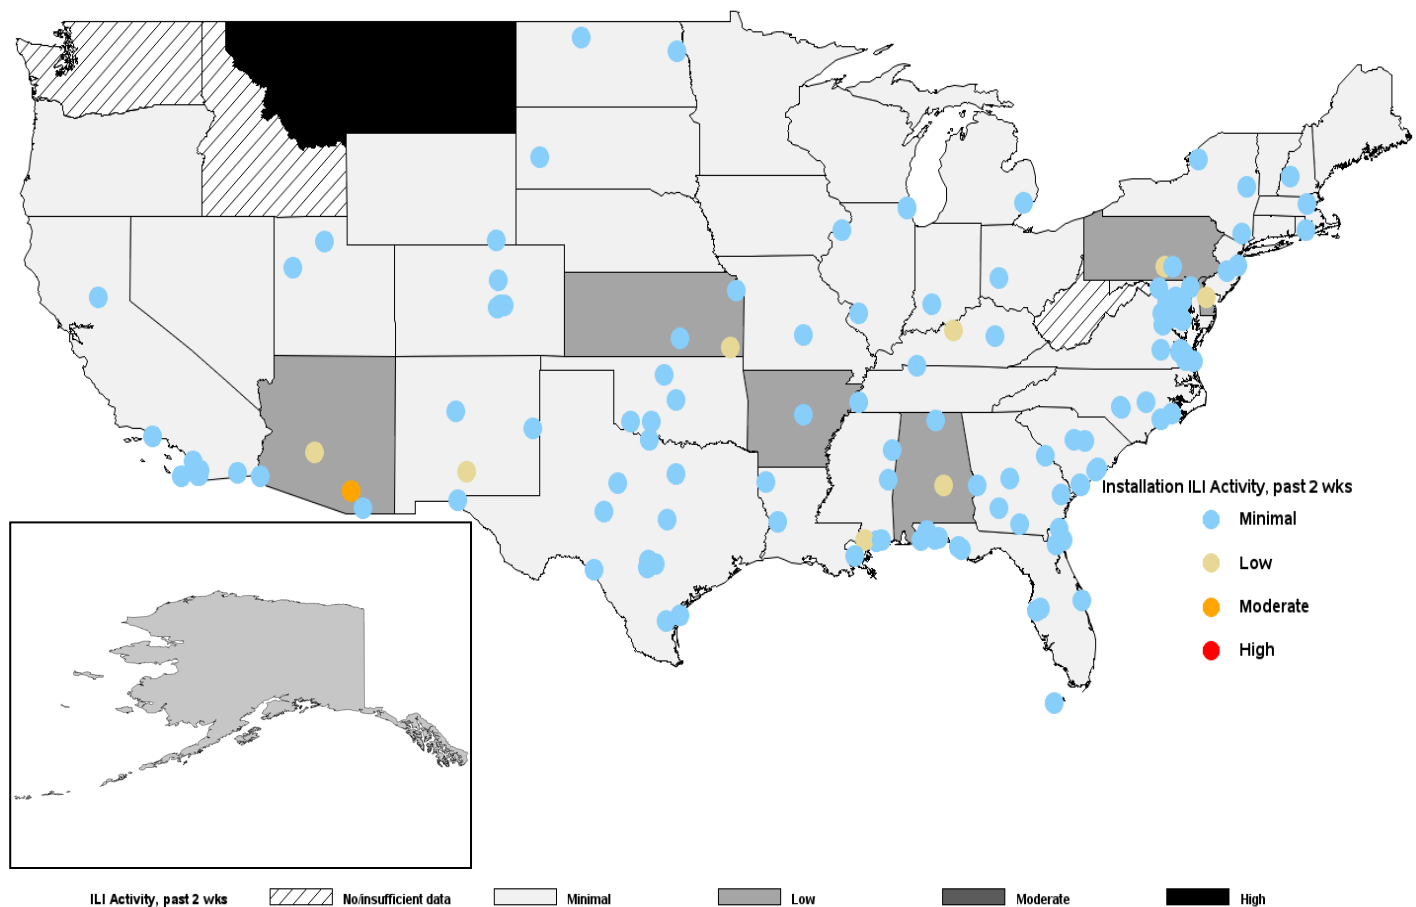 Installation ILI Activity, past 2 wks
Minimal
Low
Moderate
High
ILI Activity, past 2 wks No/insufficient data Minimal Low Moderate High